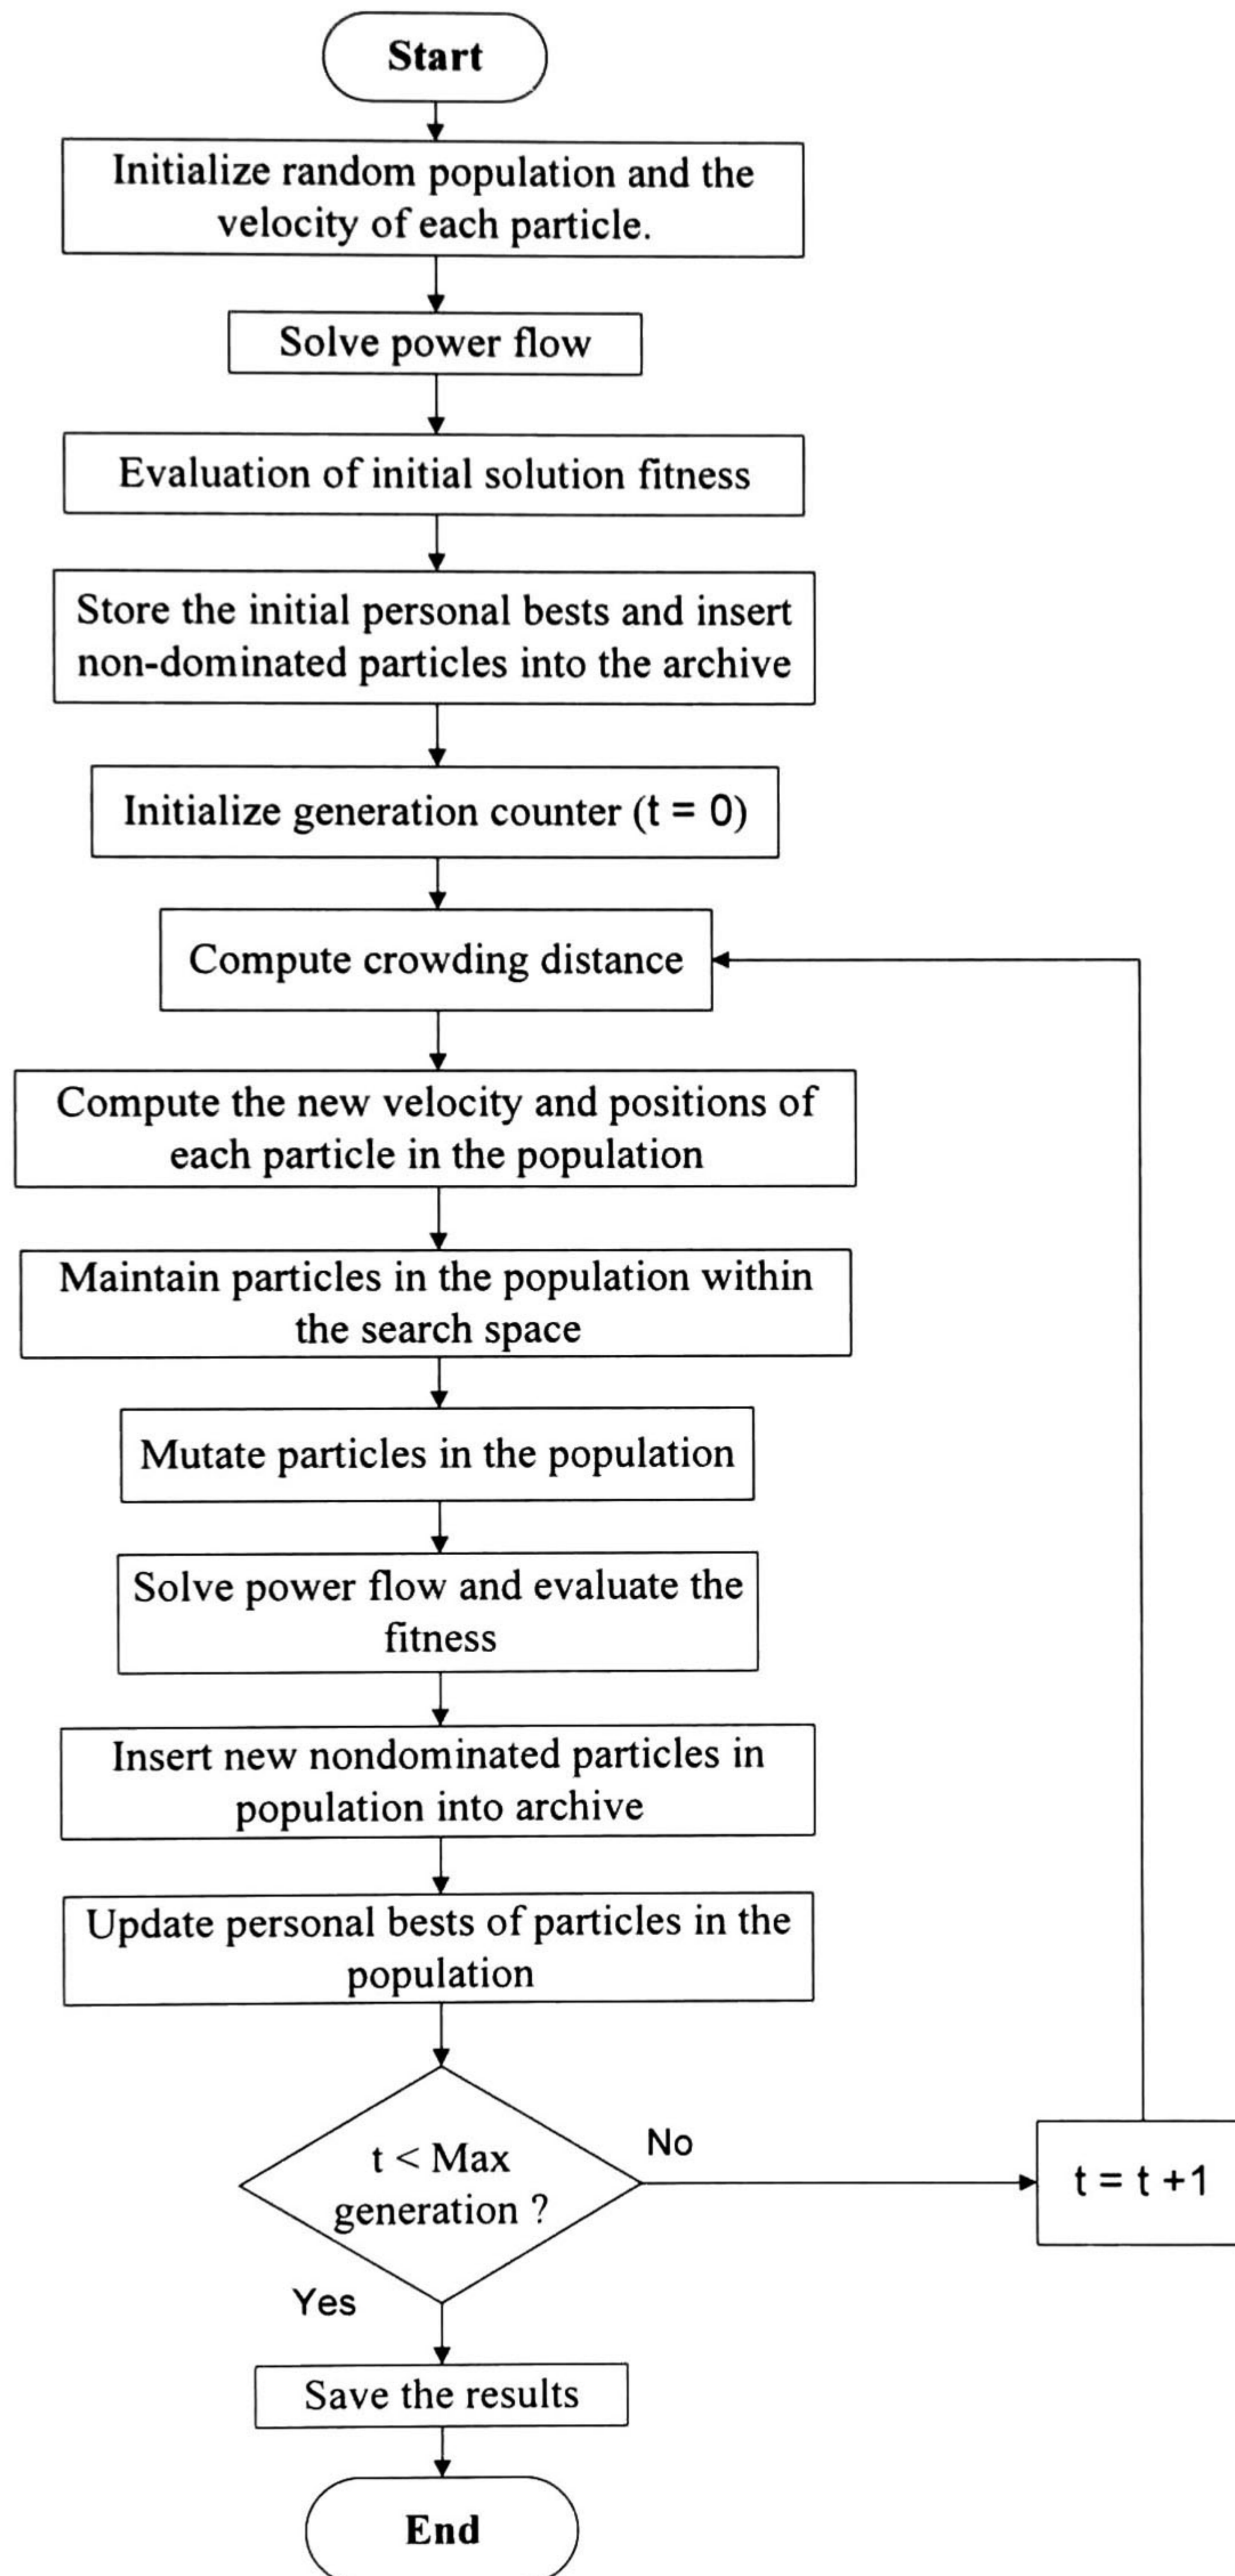 Start
Initialize random population and the
velocity of each particle.
Solve power flow
Evaluation of initial solution fitness
Store the initial personal bests and insert
non-dominated particles into the archive
Initialize generation counter (t = 0)
Compute crowding distance
Compute the new velocity and positions of
each particle in the population
Maintain particles in the population within
the search space
Mutate particles in the population
Solve power flow and evaluate the
fitness
Insert new nondominated particles in
population into archive
Update personal bests of particles in the
population
t < Max
generation ?
No
t = t +1
Yes
Save the results
End